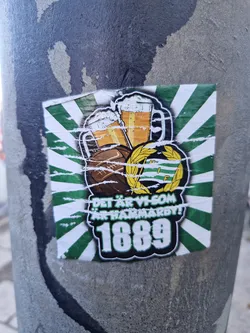 DET ÄR VI SOM
ÄR HAMMARBY!
1889